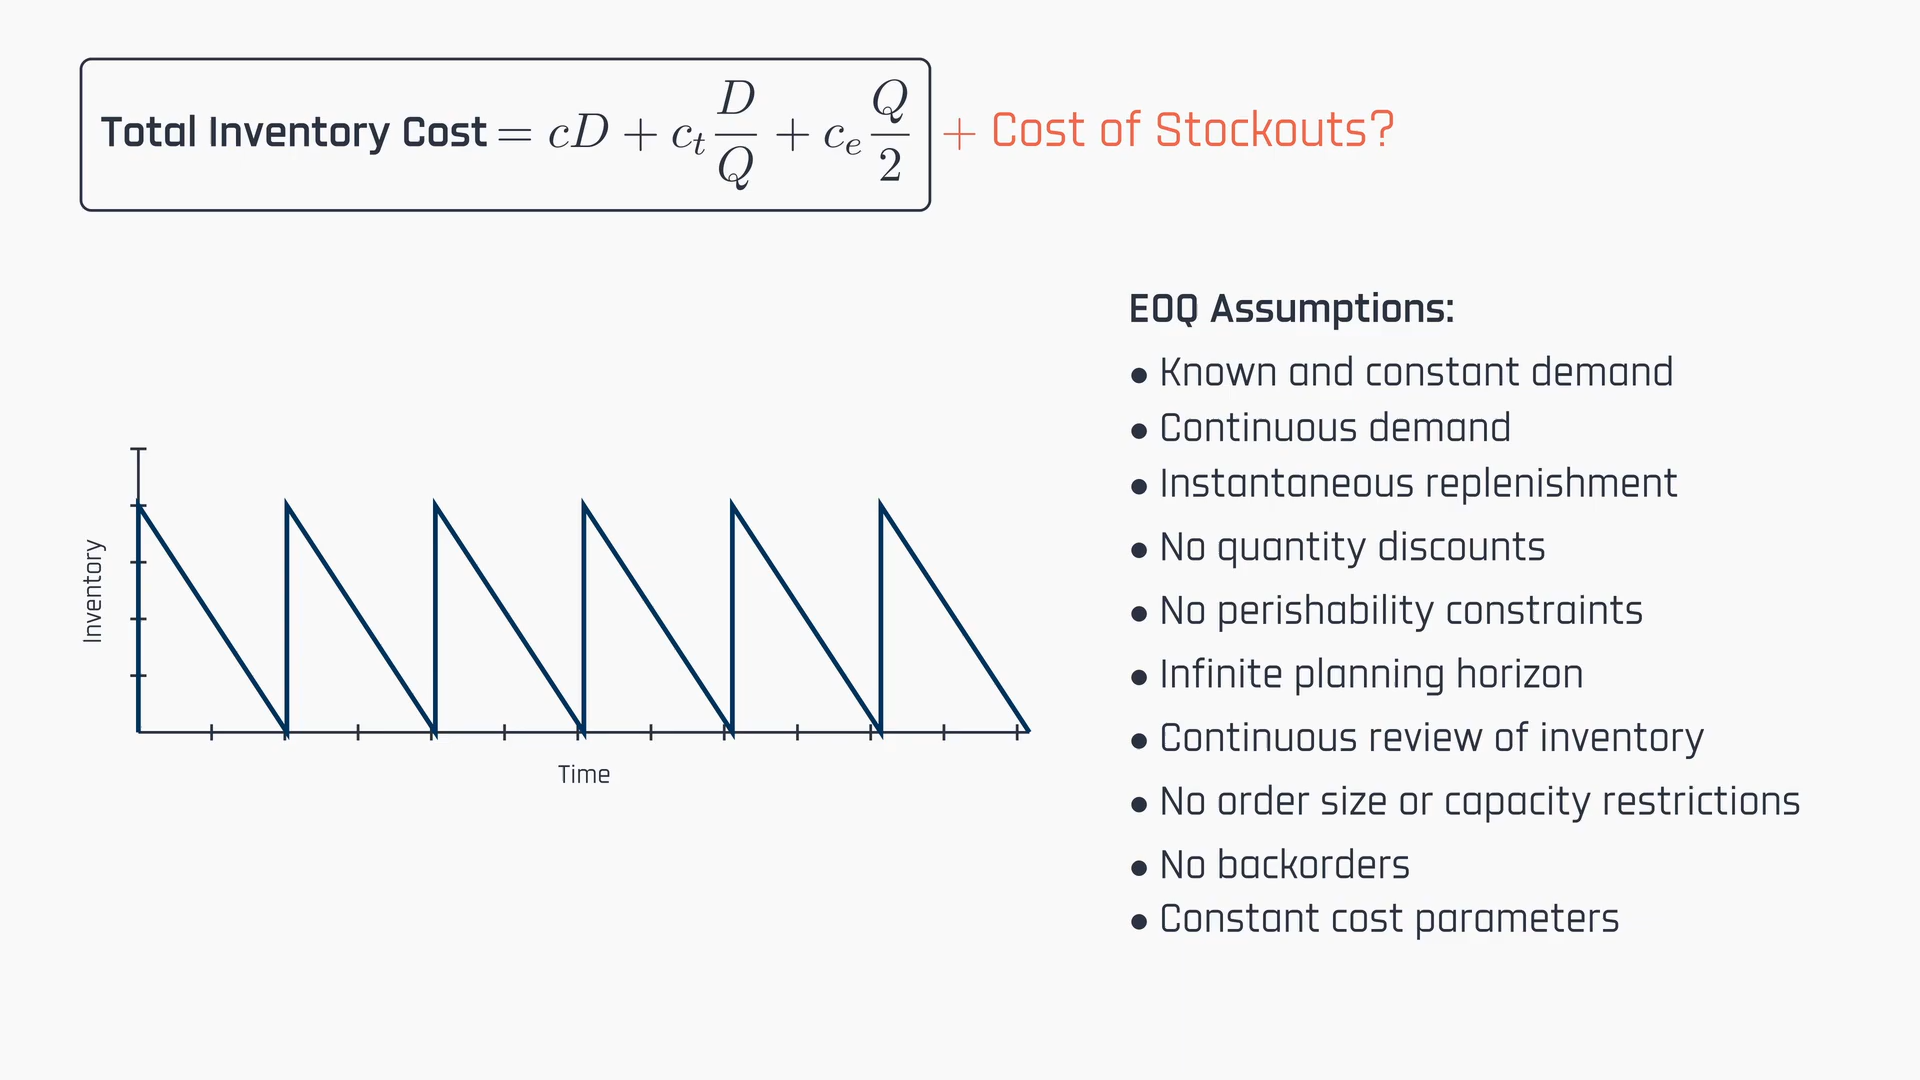 Total Inventory Cost = cD + c_t D/Q + c_e Q/2 + Cost of Stockouts?
EOQ Assumptions:
• Known and constant demand
• Continuous demand
• Instantaneous replenishment
• No quantity discounts
• No perishability constraints
• Infinite planning horizon
• Continuous review of inventory
• No order size or capacity restrictions
• No backorders
• Constant cost parameters
Inventory
Time